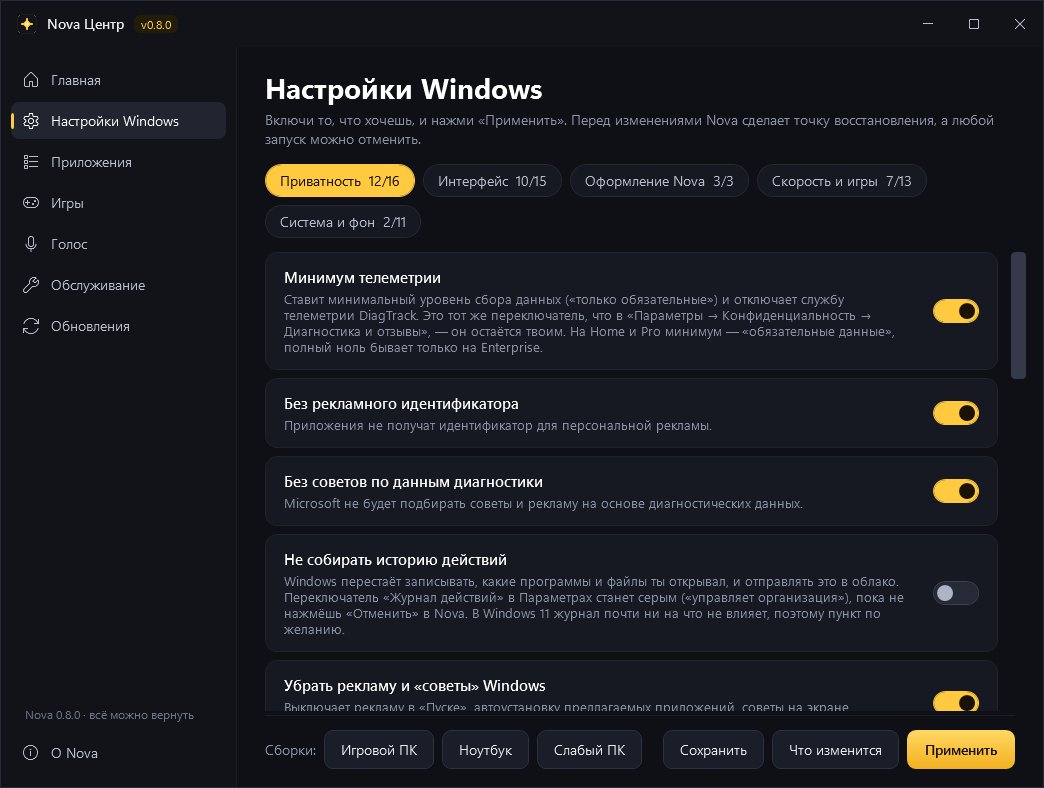 Nova Центр v0.8.0
Главная
Настройки Windows
Приложения
Игры
Голос
Обслуживание
Обновления
Nova 0.8.0 · всё можно вернуть
О Nova
Настройки Windows
Включи то, что хочешь, и нажми «Применить». Перед изменениями Nova сделает точку восстановления, а любой
запуск можно отменить.
Приватность 12/16
Интерфейс 10/15
Оформление Nova 3/3
Скорость и игры 7/13
Система и фон 2/11
Минимум телеметрии
Ставит минимальный уровень сбора данных («только обязательные») и отключает службу
телеметрии DiagTrack. Это тот же переключатель, что в «Параметры → Конфиденциальность →
Диагностика и отзывы», — он остаётся твоим. На Home и Pro минимум — «обязательные данные»,
полный ноль бывает только на Enterprise.
Без рекламного идентификатора
Приложения не получат идентификатор для персональной рекламы.
Без советов по данным диагностики
Microsoft не будет подбирать советы и рекламу на основе диагностических данных.
Не собирать историю действий
Windows перестаёт записывать, какие программы и файлы ты открывал, и отправлять это в облако.
Переключатель «Журнал действий» в Параметрах станет серым («управляет организация»), пока не
нажмёшь «Отменить» в Nova. В Windows 11 журнал почти ни на что не влияет, поэтому пункт по
желанию.
Убрать рекламу и «советы» Windows
Выключает рекламу в «Пуске», автоустановку предлагаемых приложений, советы на экране
Сборки:
Игровой ПК
Ноутбук
Слабый ПК
Сохранить
Что изменится
Применить